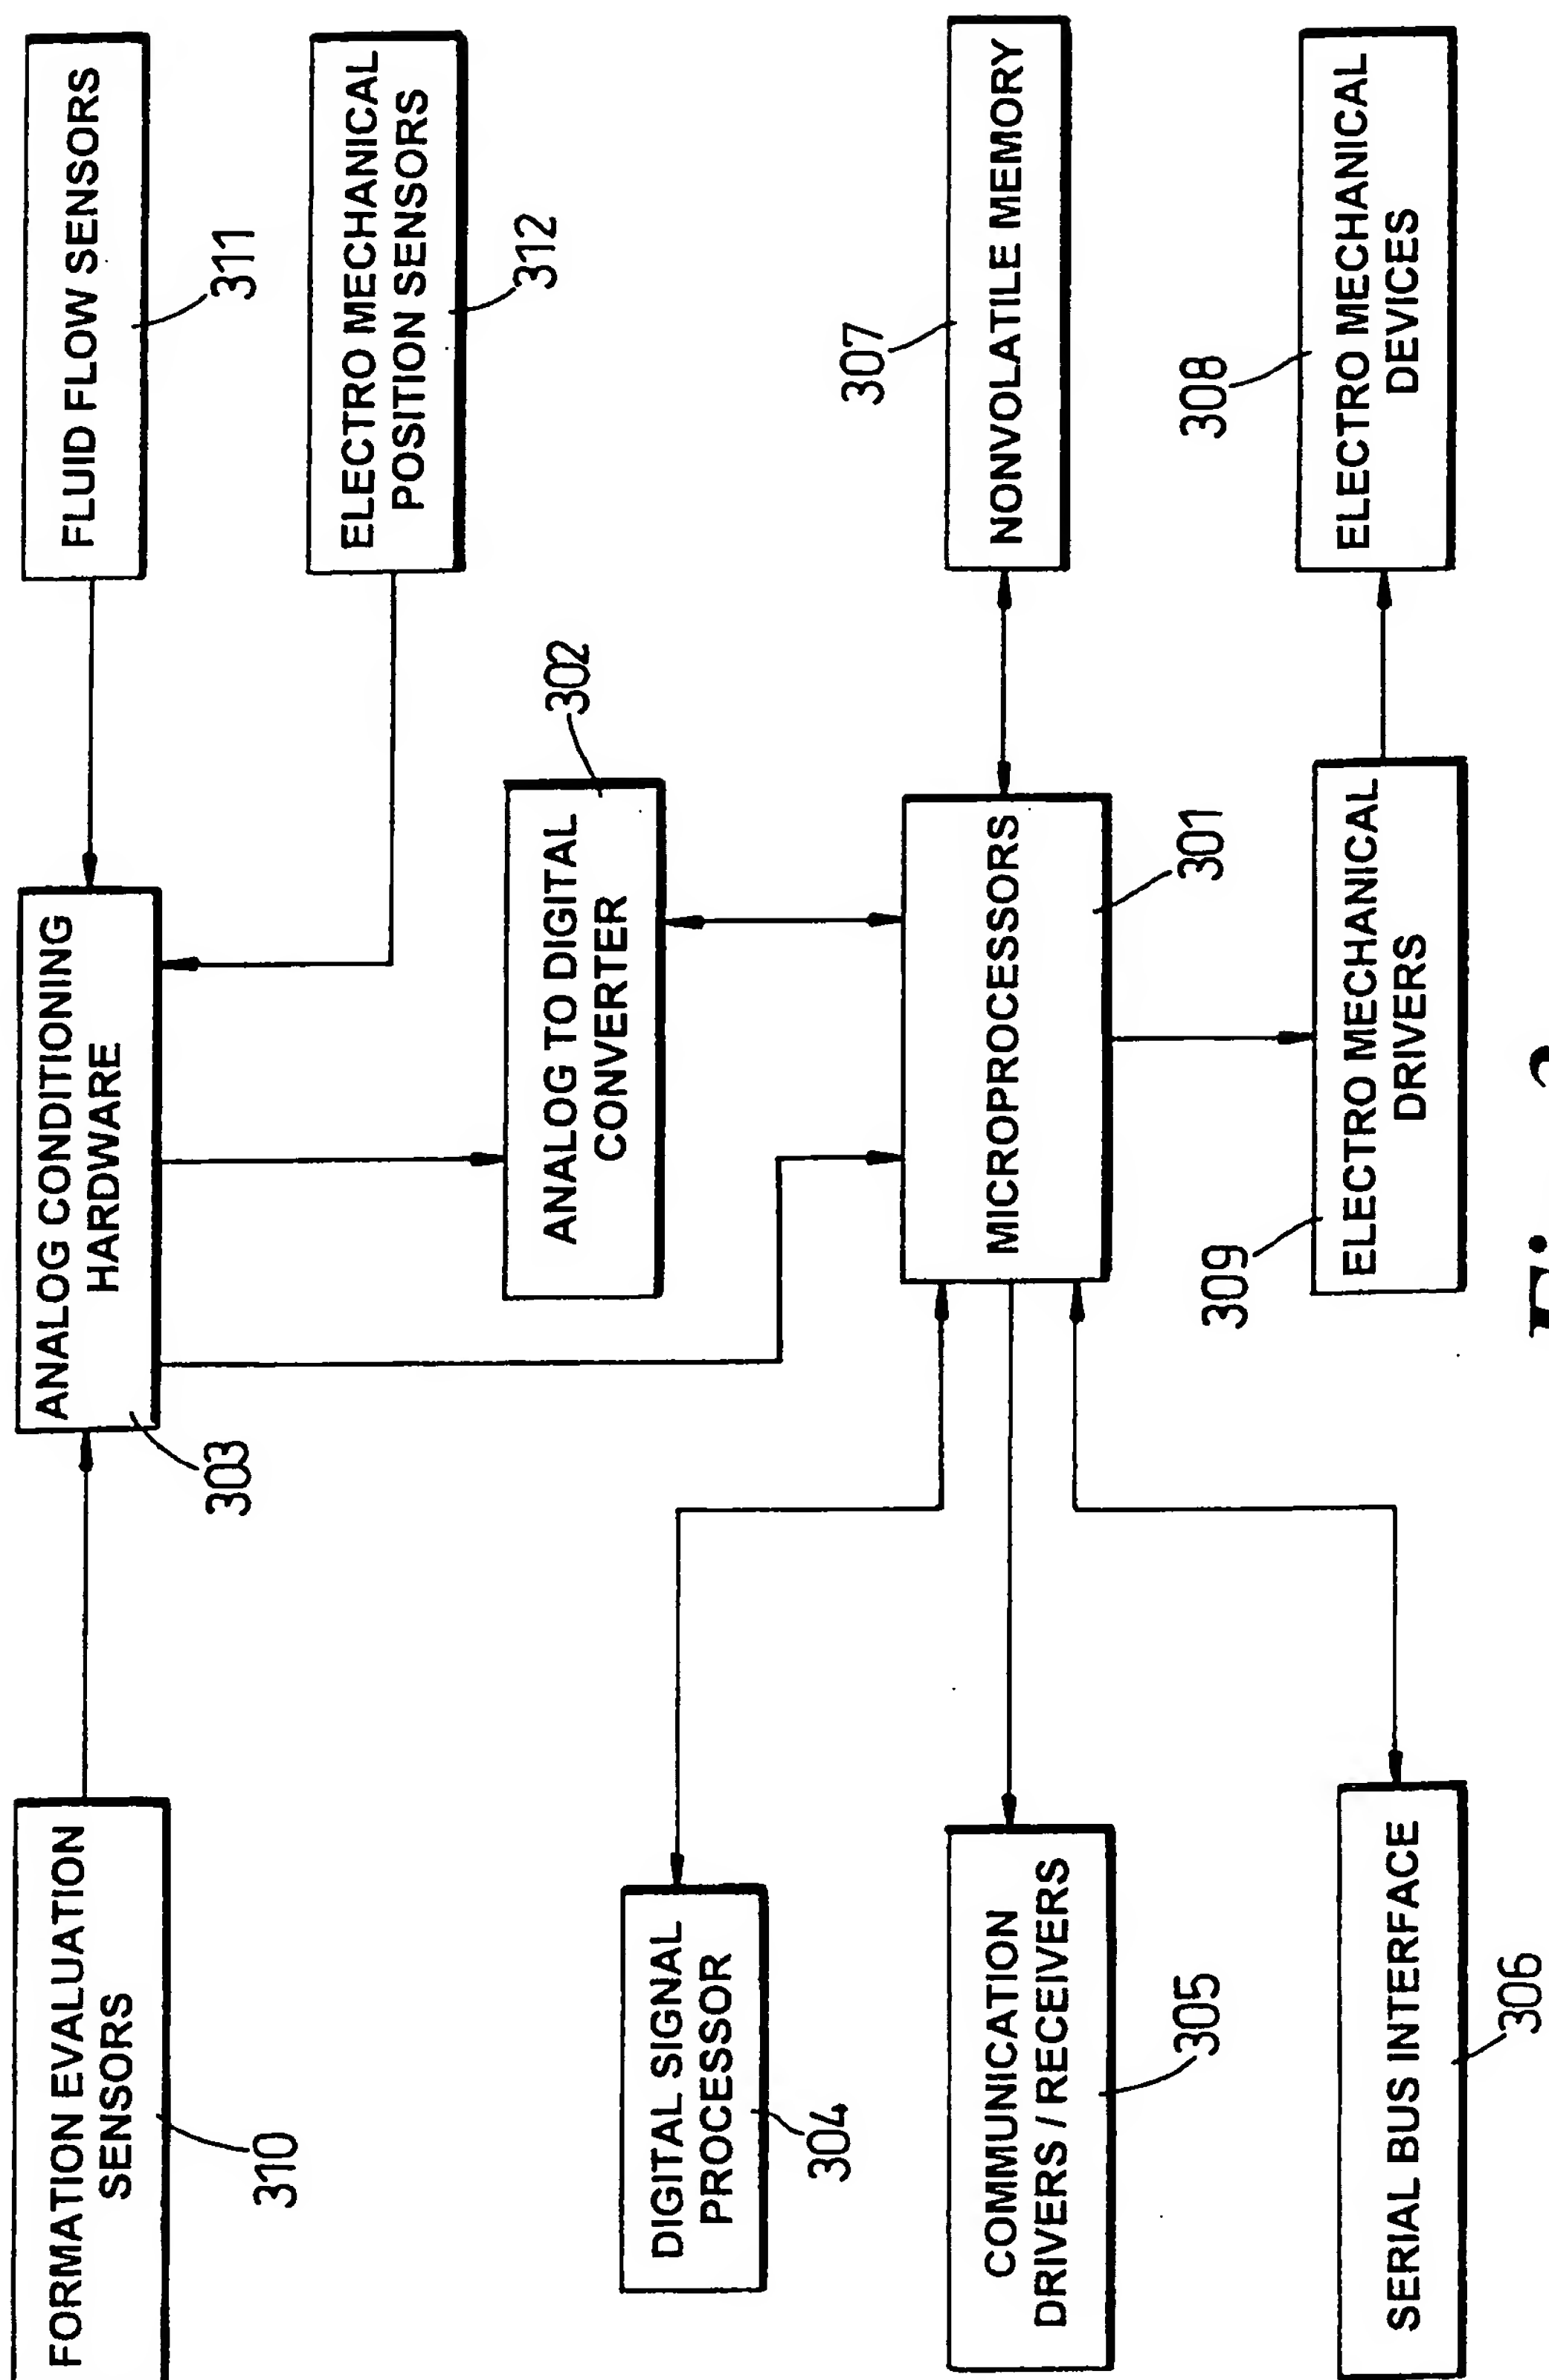 FORMATION EVALUATION
SENSORS
310
ANALOG CONDITIONING
HARDWARE
303
FLUID FLOW SENSORS
311
ELECTRO MECHANICAL
POSITION SENSORS
312
ANALOG TO DIGITAL
CONVERTER
302
DIGITAL SIGNAL
PROCESSOR
304
MICROPROCESSORS
301
NONVOLATILE MEMORY
307
COMMUNICATION
DRIVERS / RECEIVERS
305
SERIAL BUS INTERFACE
306
ELECTRO MECHANICAL
DRIVERS
309
ELECTRO MECHANICAL
DEVICES
308